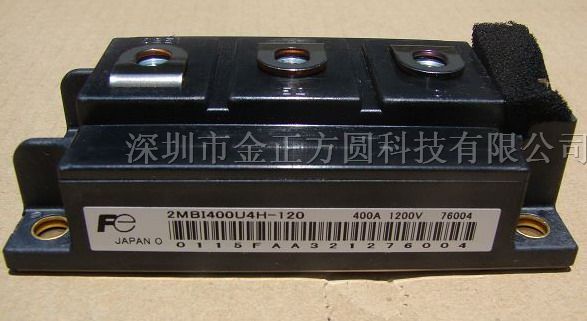 深圳市金正方圆科技有限公司
Fe 2MBI400U4H-120 400A 1200V 76004
JAPAN O 0115FAA321276004